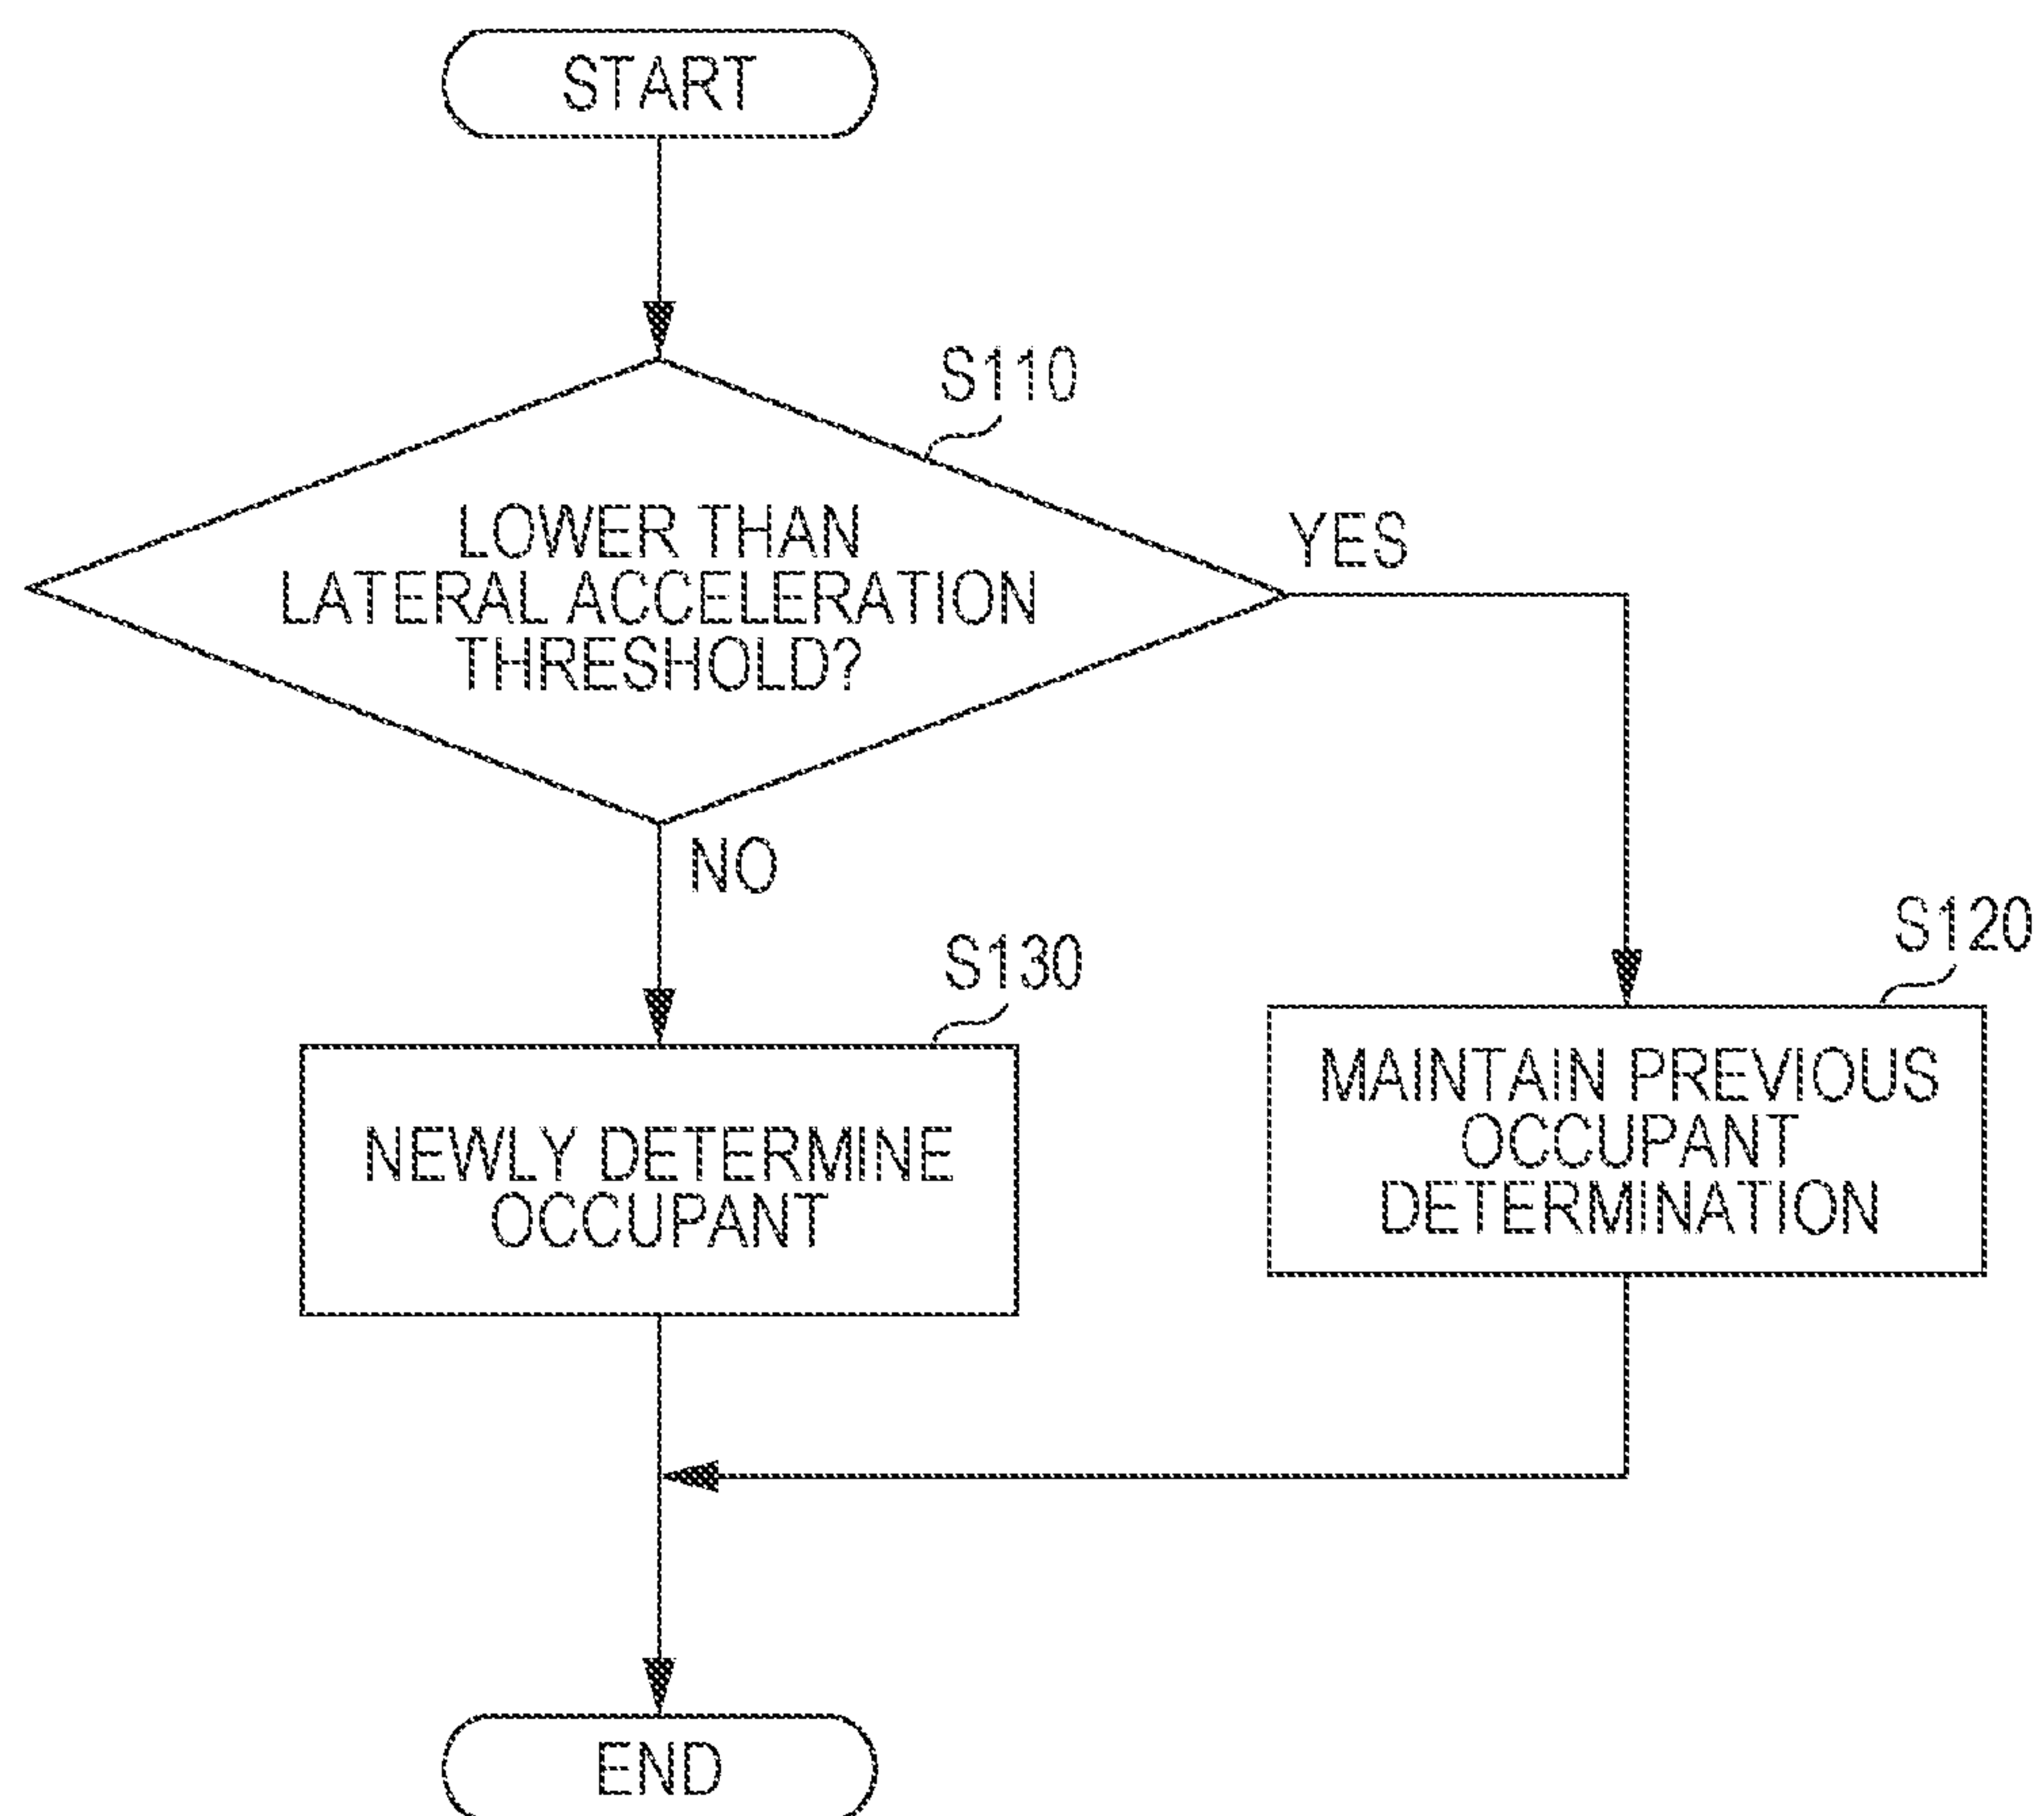 START
S110
LOWER THAN
LATERAL ACCELERATION
THRESHOLD?
YES
NO
S130
NEWLY DETERMINE
OCCUPANT
S120
MAINTAIN PREVIOUS
OCCUPANT
DETERMINATION
END